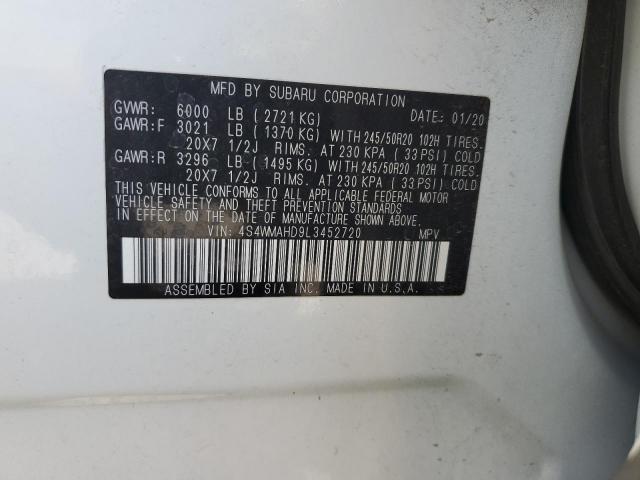 MFD BY SUBARU CORPORATION
GVWR: 6000 LB (2721 KG) DATE: 01/20
GAWR:F 3021 LB (1370 KG) WITH 245/50R20 102H TIRES.
20X7 1/2J RIMS. AT 230 KPA (33 PSI) COLD
GAWR:R 3296 LB (1495 KG) WITH 245/50R20 102H TIRES.
20X7 1/2J RIMS. AT 230 KPA (33 PSI) COLD
THIS VEHICLE CONFORMS TO ALL APPLICABLE FEDERAL MOTOR
VEHICLE SAFETY AND THEFT PREVENTION STANDARDS
IN EFFECT ON THE DATE OF MANUFACTURE SHOWN ABOVE.
VIN: 4S4WMAHD9L3452720 MPV
ASSEMBLED BY SIA INC. MADE IN U.S.A.